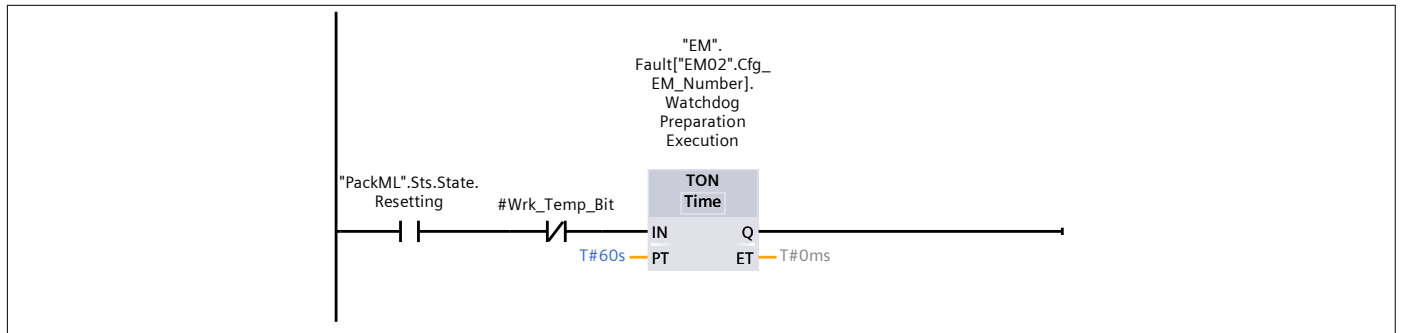 "EM".
Fault["EM02".Cfg_
EM_Number].
Watchdog
Preparation
Execution
"PackML".Sts.State.
Resetting
#Wrk_Temp_Bit
TON
Time
IN
Q
T#60s
PT
ET
T#0ms